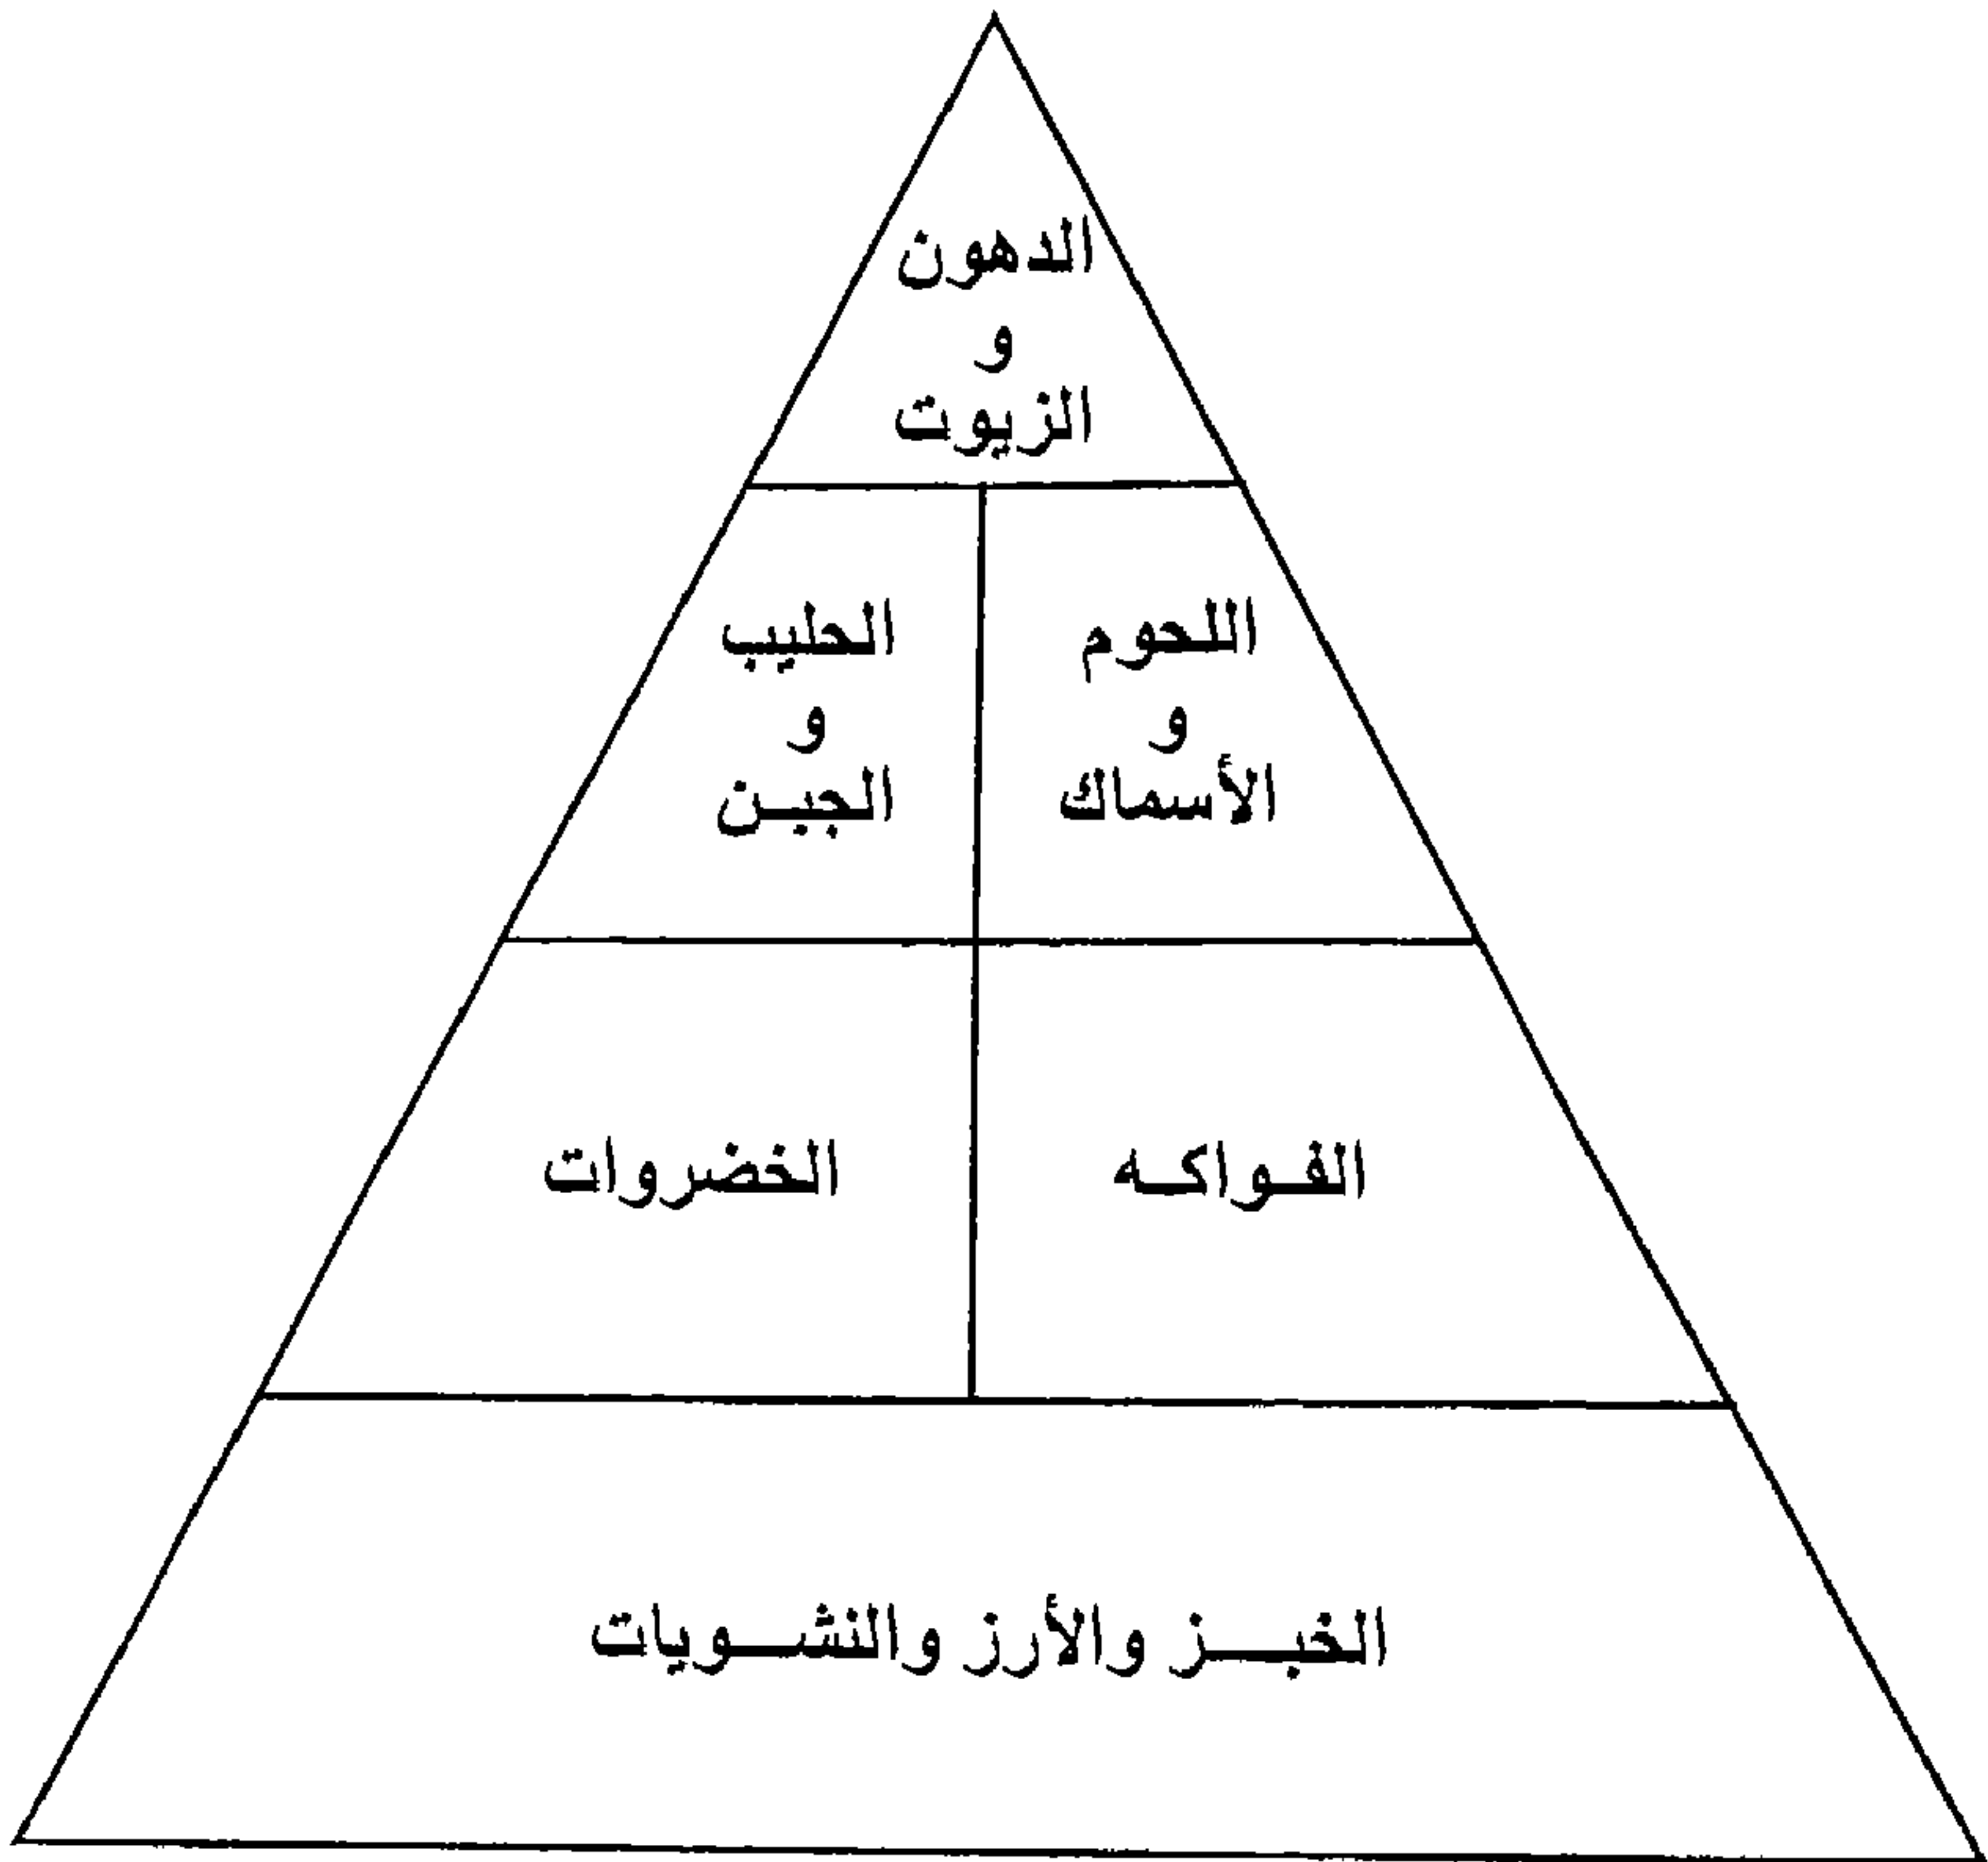 الدهون
و
الزيوت
اللحوم
و
الأسماك
الحليب
و
الجبن
الفواكه
الخضروات
الخبز والأرز والنشويات